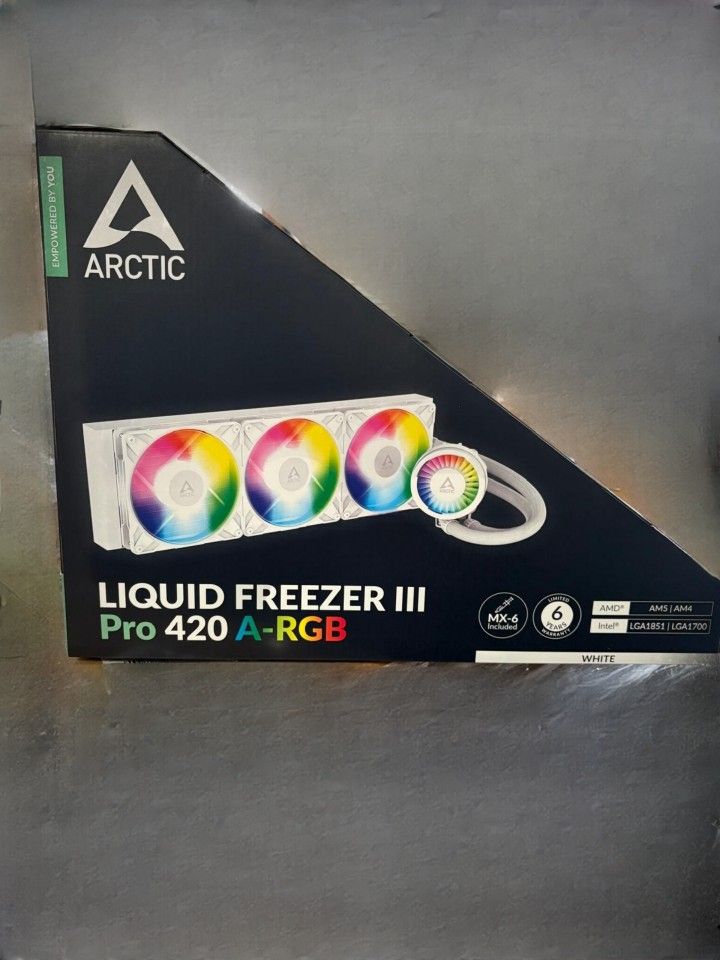 EMPOWERED BY YOU
ARCTIC
ARCTIC
LIQUID FREEZER III
Pro 420 A-RGB
MX-6
Included
LIMITED
6
YEARS
WARRANTY
AMD® AM5 | AM4
Intel® LGA1851 | LGA1700
WHITE